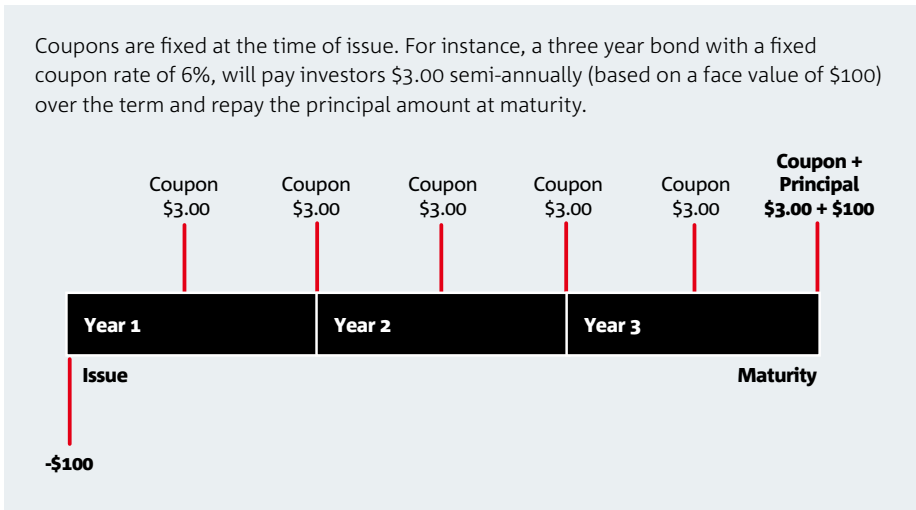 Coupons are fixed at the time of issue. For instance, a three year bond with a fixed
coupon rate of 6%, will pay investors $3.00 semi-annually (based on a face value of $100)
over the term and repay the principal amount at maturity.
Coupon
$3.00
Coupon
$3.00
Coupon
$3.00
Coupon
$3.00
Coupon
$3.00
Coupon +
Principal
$3.00 + $100
Year 1
Year 2
Year 3
Issue
Maturity
-$100